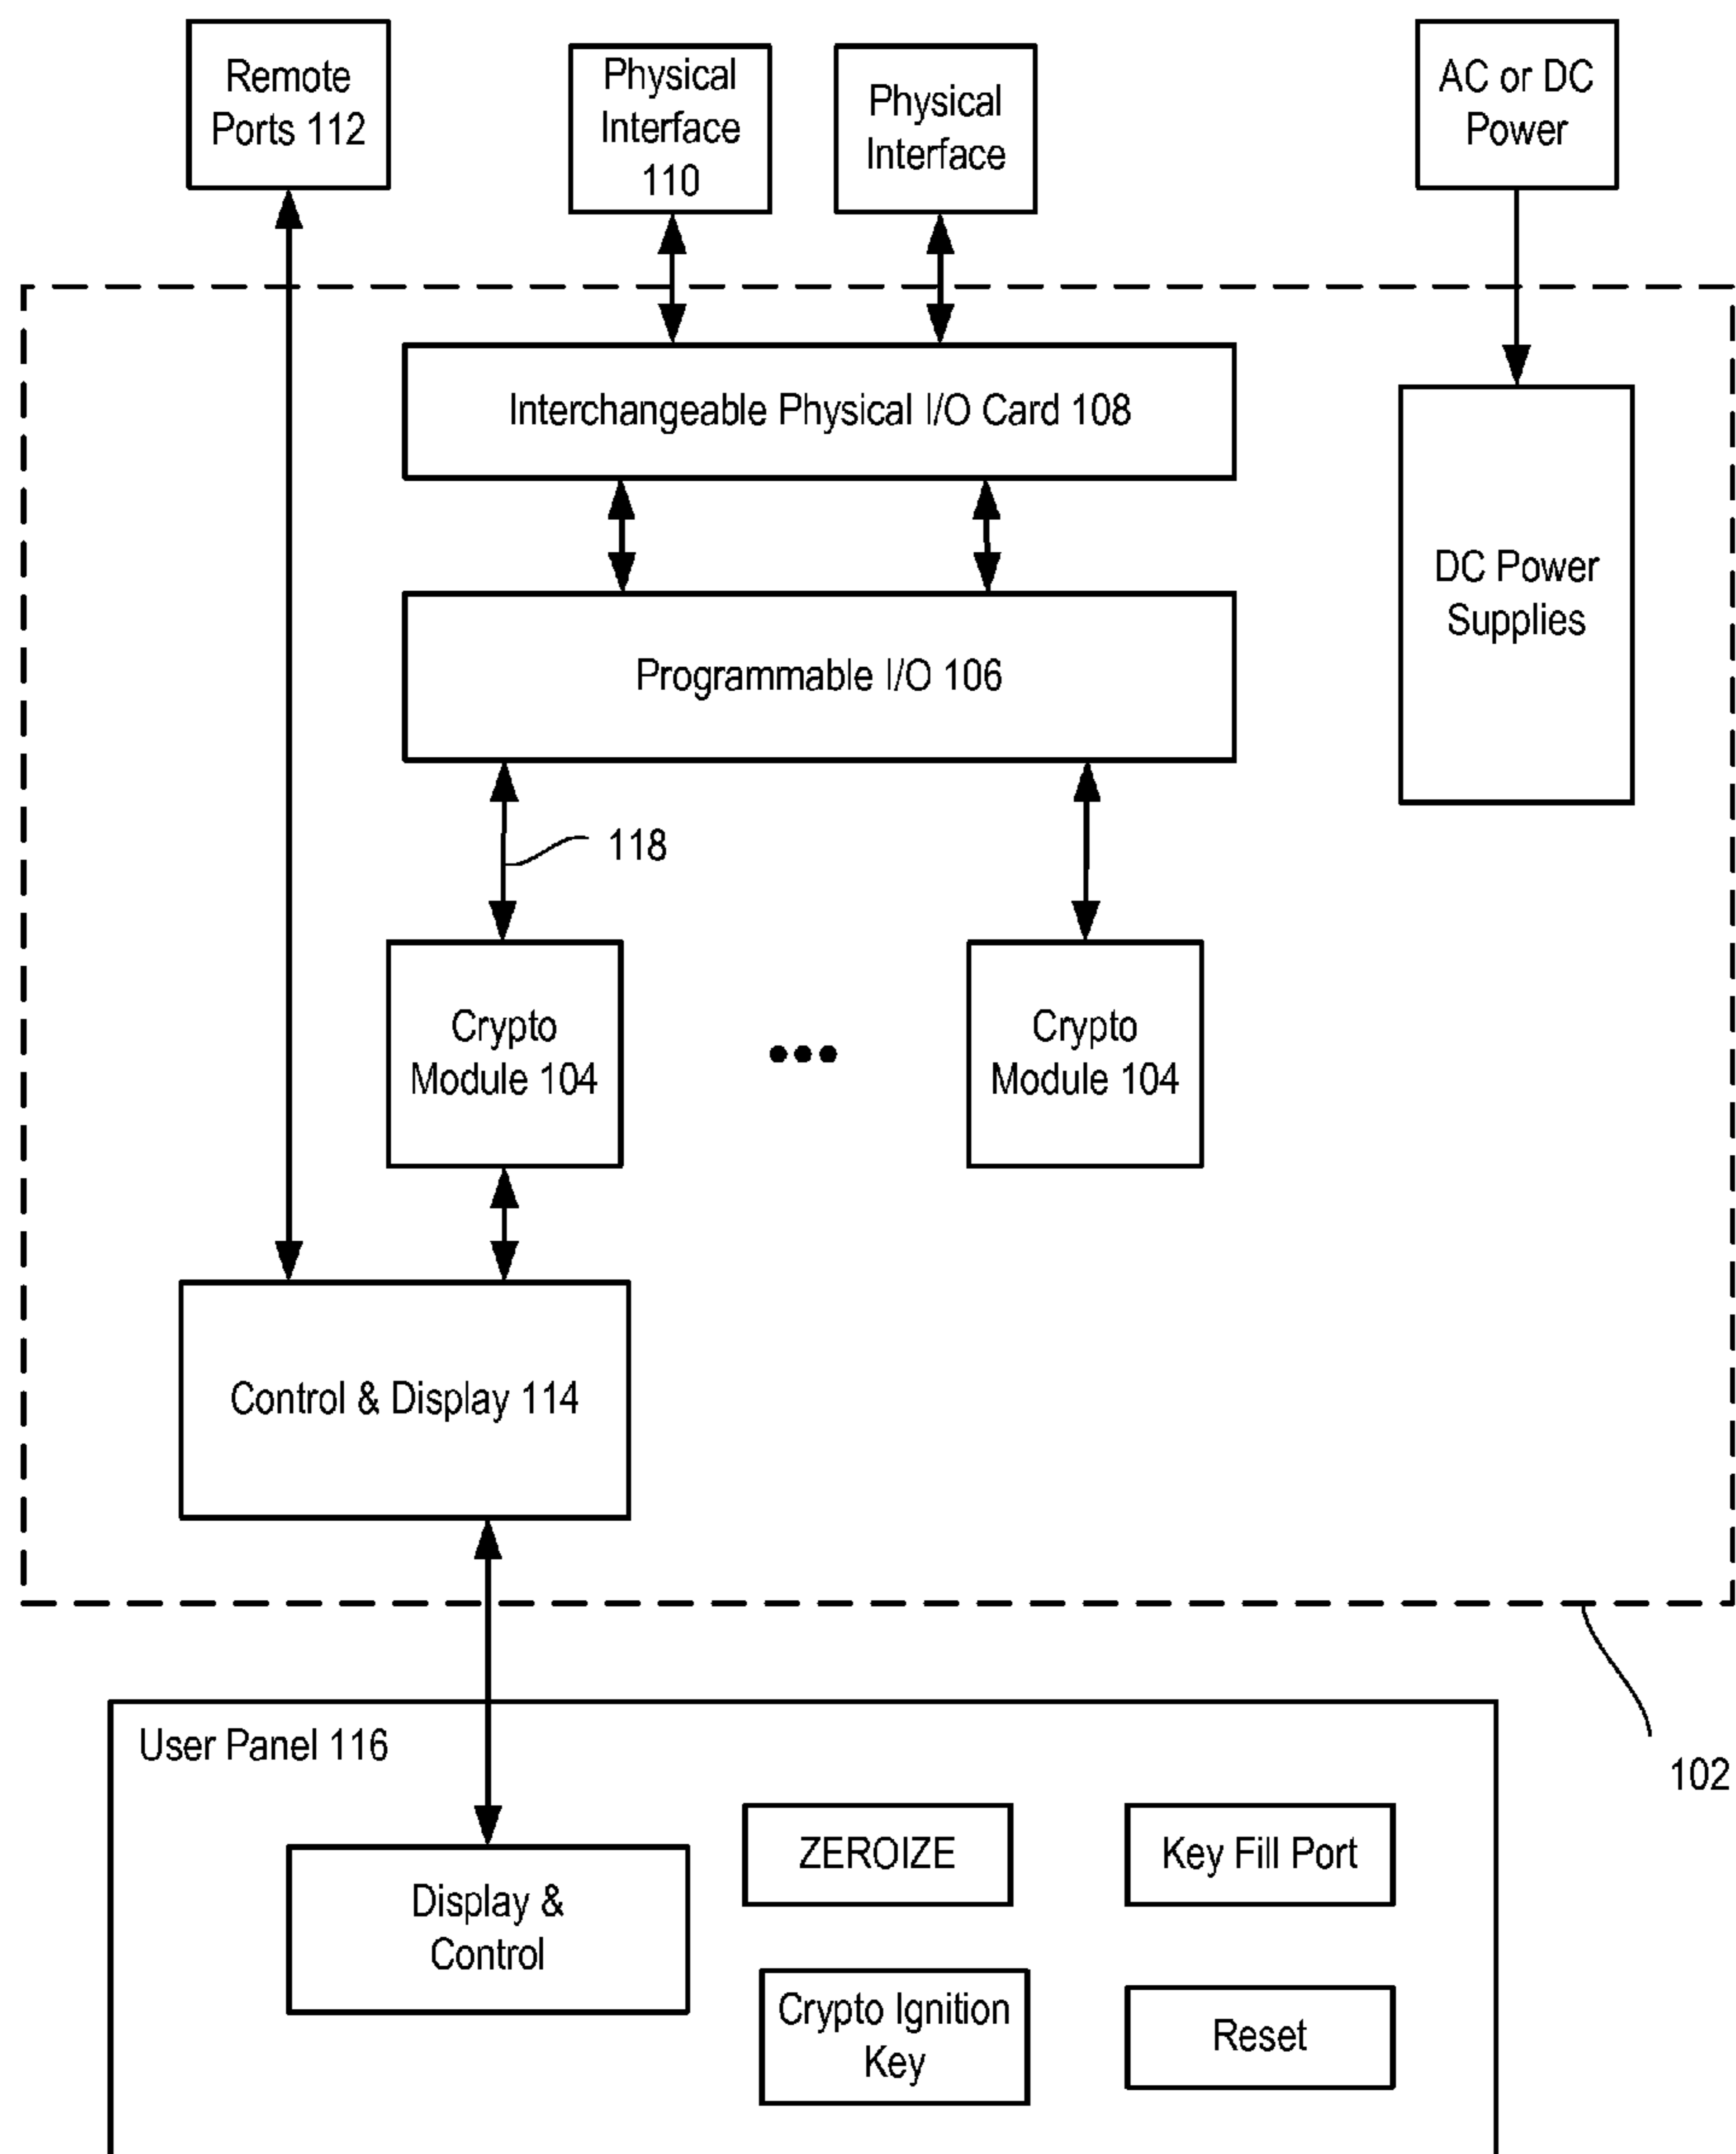 Remote
Ports 112
Physical
Interface
110
Physical
Interface
AC or DC
Power
Interchangeable Physical I/O Card 108
DC Power
Supplies
Programmable I/O 106
118
Crypto
Module 104
Crypto
Module 104
Control & Display 114
User Panel 116
102
ZEROIZE
Key Fill Port
Display &
Control
Crypto Ignition
Key
Reset